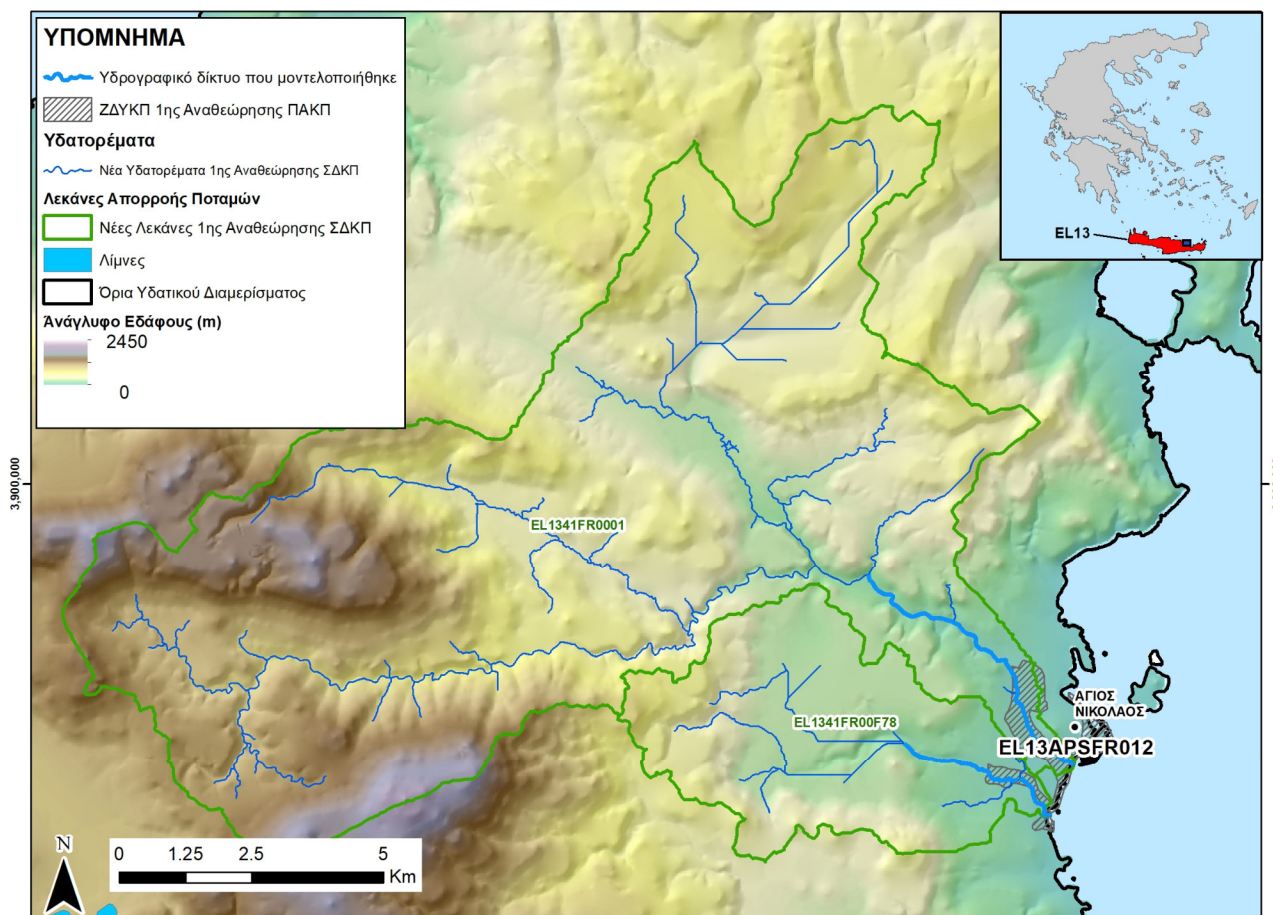 ΥΠΟΜΝΗΜΑ
Υδρογραφικό δίκτυο που μοντελοποιήθηκε
ΖΔΥΚΠ 1ης Αναθεώρησης ΠΑΚΠ
Υδατορέματα
Νέα Υδατορέματα 1ης Αναθεώρησης ΣΔΚΠ
Λεκάνες Απορροής Ποταμών
Νέες Λεκάνες 1ης Αναθεώρησης ΣΔΚΠ
Λίμνες
Όρια Υδατικού Διαμερίσματος
Άνάγλυφο Εδάφους (m)
2450
0
EL13
3,900,000
EL1341FR0001
EL1341FR00F78
ΑΓΙΟΣ
ΝΙΚΟΛΑΟΣ
EL13APSFR012
N
0 1.25 2.5 5
Km